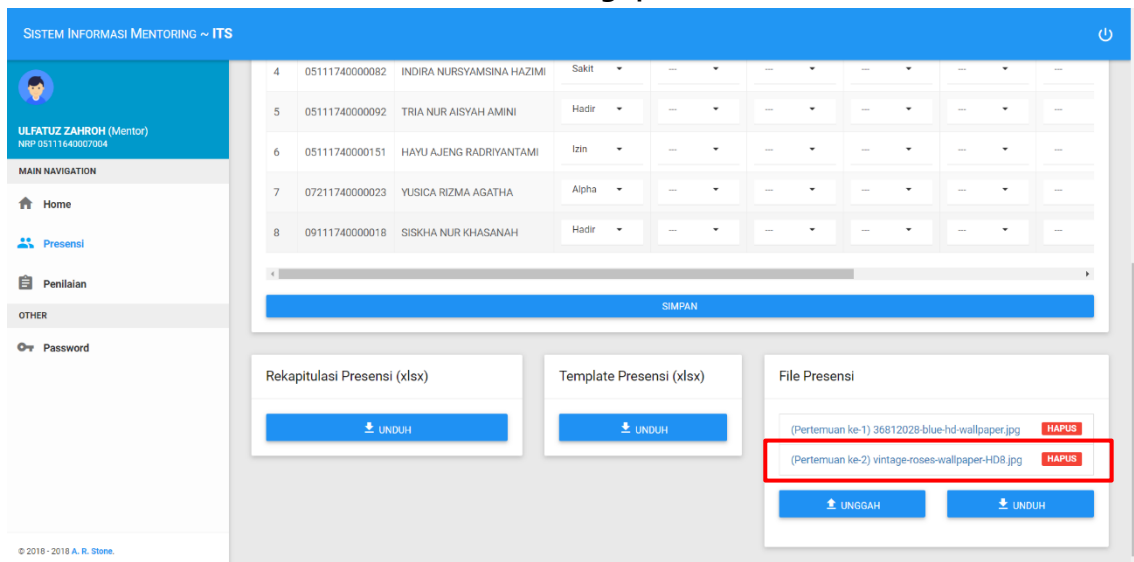 SISTEM INFORMASI MENTORING ~ ITS
ULFATUZ ZAHROH (Mentor)
NRP 05111640007004
MAIN NAVIGATION
Home
Presensi
Penilaian
OTHER
Password
© 2018 - 2018 A. R. Stone.
4 05111740000082 INDIRA NURSYAMSINA HAZIMI Sakit --- --- --- --- ---
5 05111740000092 TRIA NUR AISYAH AMINI Hadir --- --- --- --- ---
6 05111740000151 HAYU AJENG RADRIYANTAMI Izin --- --- --- --- ---
7 07211740000023 YUSICA RIZMA AGATHA Alpha --- --- --- --- ---
8 09111740000018 SISKHA NUR KHASANAH Hadir --- --- --- --- ---
SIMPAN
Rekapitulasi Presensi (xlsx)
UNDUH
Template Presensi (xlsx)
UNDUH
File Presensi
(Pertemuan ke-1) 36812028-blue-hd-wallpaper.jpg HAPUS
(Pertemuan ke-2) vintage-roses-wallpaper-HD8.jpg HAPUS
UNGGAH UNDUH